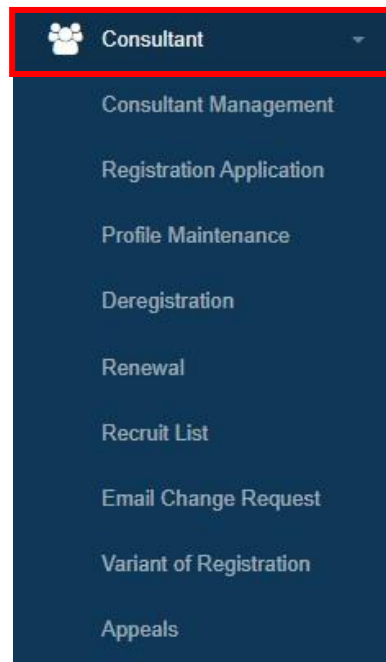 Consultant
Consultant Management
Registration Application
Profile Maintenance
Deregistration
Renewal
Recruit List
Email Change Request
Variant of Registration
Appeals